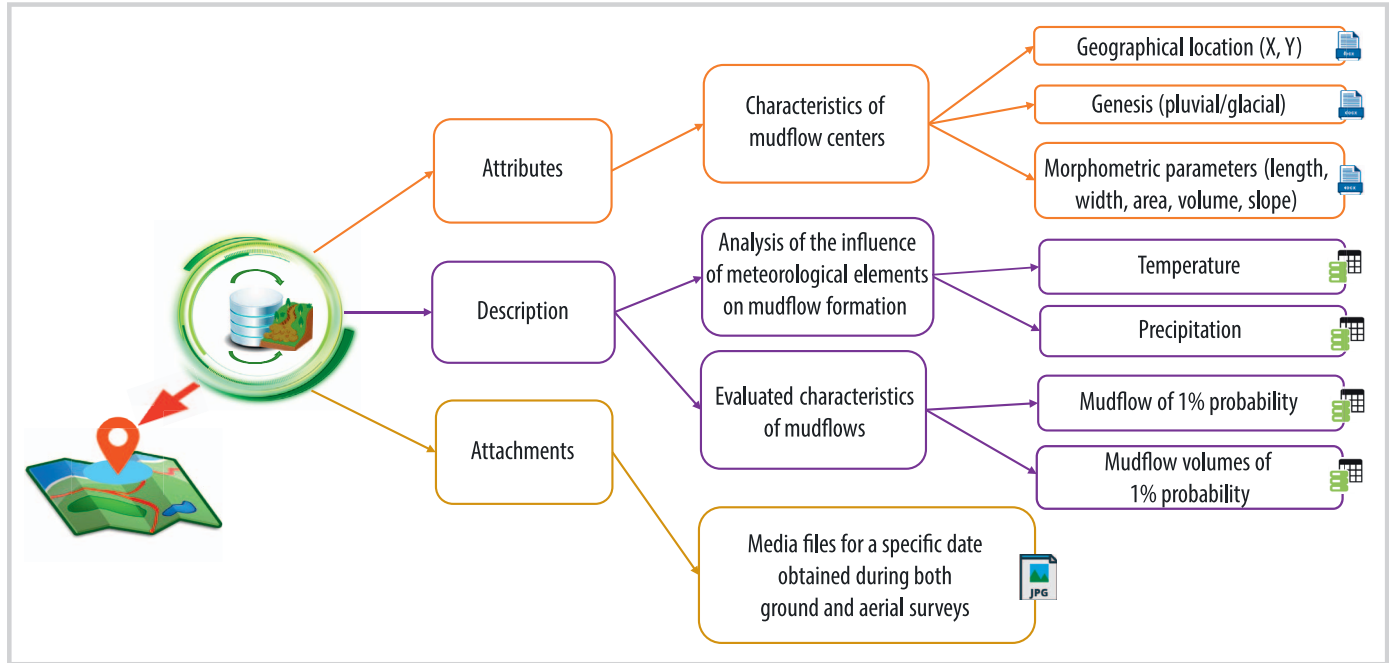 Geographical location (X, Y)
Genesis (pluvial/glacial)
docx
Characteristics of
mudflow centers
Attributes
Morphometric parameters (length,
width, area, volume, slope)
Analysis of the influence
of meteorological elements
on mudflow formation
Temperature
Description
Precipitation
Evaluated characteristics
of mudflows
Mudflow of 1% probability
Mudflow volumes of
1% probability
Attachments
Media files for a specific date
obtained during both
ground and aerial surveys
JPG